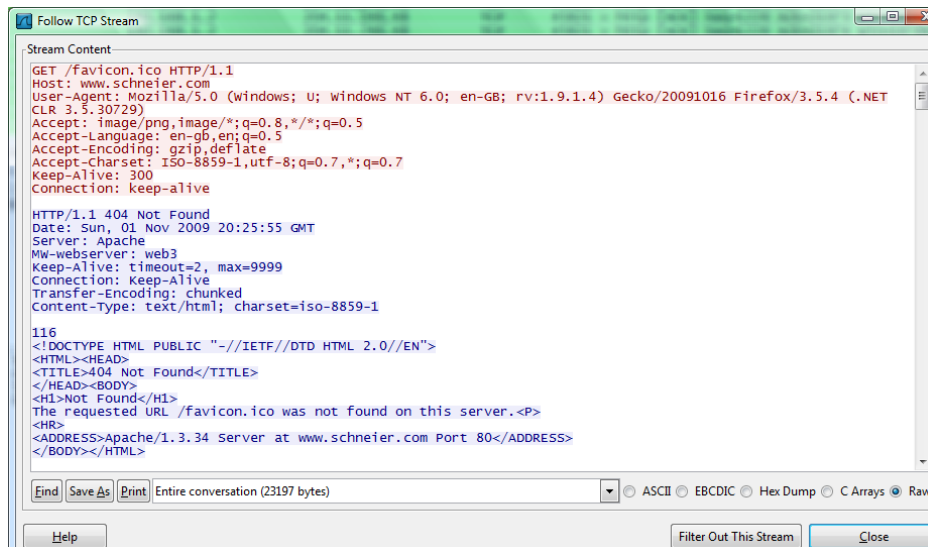 Follow TCP Stream
Stream Content
GET /favicon.ico HTTP/1.1
Host: www.schneier.com
User-Agent: Mozilla/5.0 (Windows; U; Windows NT 6.0; en-GB; rv:1.9.1.4) Gecko/20091016 Firefox/3.5.4 (.NET
CLR 3.5.30729)
Accept: image/png,image/*;q=0.8,*/*;q=0.5
Accept-Language: en-gb,en;q=0.5
Accept-Encoding: gzip,deflate
Accept-Charset: ISO-8859-1,utf-8;q=0.7,*;q=0.7
Keep-Alive: 300
Connection: keep-alive
HTTP/1.1 404 Not Found
Date: Sun, 01 Nov 2009 20:25:55 GMT
Server: Apache
MW-webserver: web3
Keep-Alive: timeout=2, max=9999
Connection: Keep-Alive
Transfer-Encoding: chunked
Content-Type: text/html; charset=iso-8859-1
116
<!DOCTYPE HTML PUBLIC "-//IETF//DTD HTML 2.0//EN">
<HTML><HEAD>
<TITLE>404 Not Found</TITLE>
</HEAD><BODY>
<H1>Not Found</H1>
The requested URL /favicon.ico was not found on this server.<P>
<HR>
<ADDRESS>Apache/1.3.34 Server at www.schneier.com Port 80</ADDRESS>
</BODY></HTML>
Find Save As Print Entire conversation (23197 bytes) ASCII EBCDIC Hex Dump C Arrays Raw
Help Filter Out This Stream Close